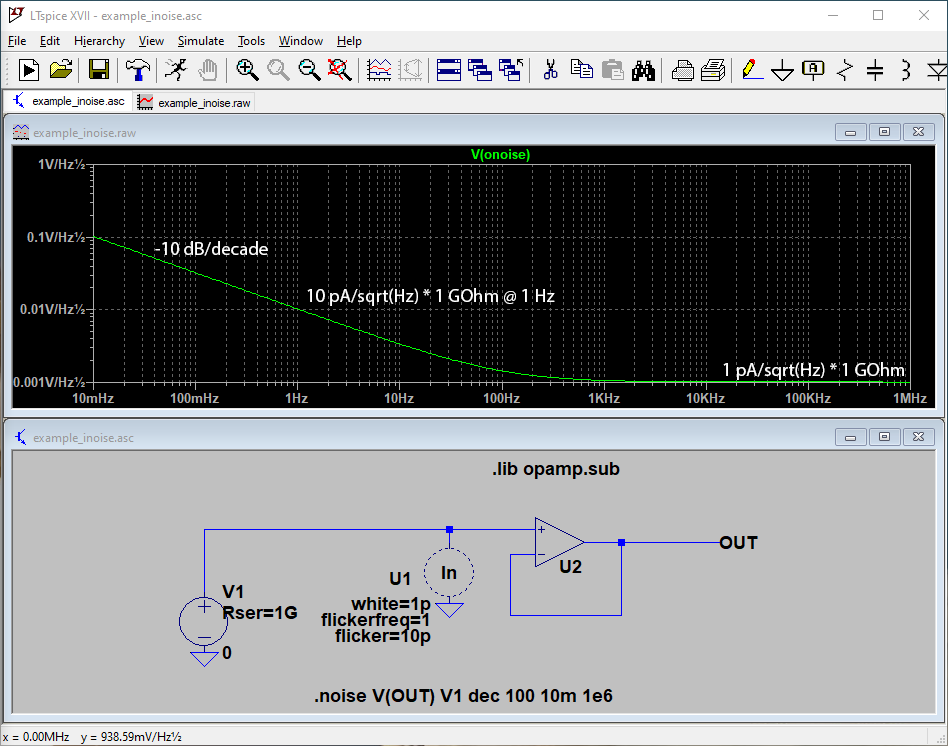 LTspice XVII - example_inoise.asc
File Edit Hierarchy View Simulate Tools Window Help
example_inoise.asc example_inoise.raw
example_inoise.raw
V(onoise)
1V/Hz½
0.1V/Hz½
-10 dB/decade
10 pA/sqrt(Hz) * 1 GOhm @ 1 Hz
0.01V/Hz½
1 pA/sqrt(Hz) * 1 GOhm
0.001V/Hz½
10mHz 100mHz 1Hz 10Hz 100Hz 1KHz 10KHz 100KHz 1MHz
example_inoise.asc
.lib opamp.sub
OUT
U2
In
U1
V1
Rser=1G
white=1p
flickerfreq=1
flicker=10p
0
.noise V(OUT) V1 dec 100 10m 1e6
x = 0.00MHz y = 938.59mV/Hz½